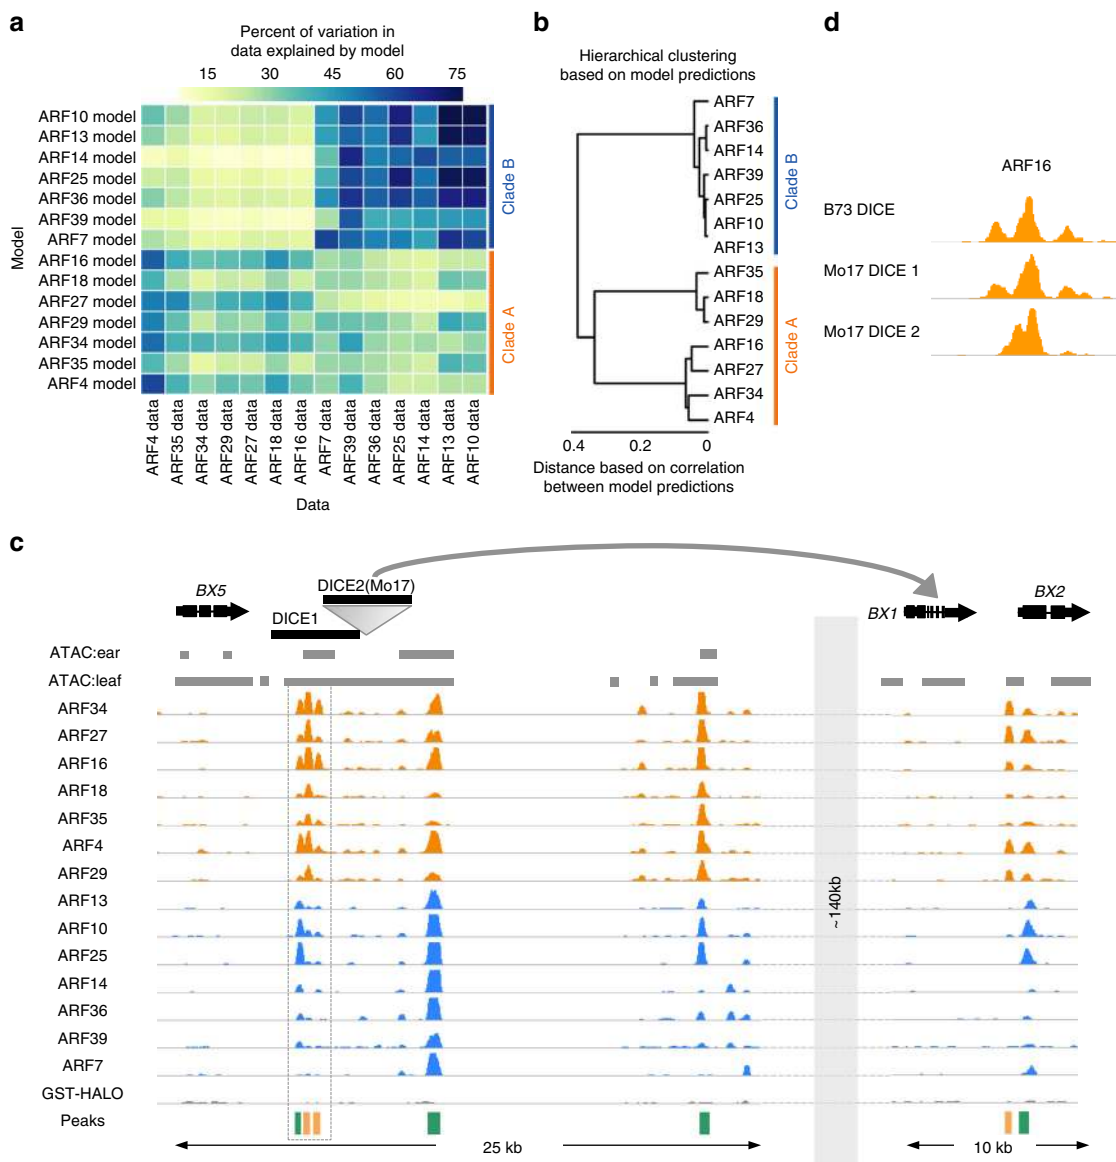 a
Percent of variation in
data explained by model
15 30 45 60 75
Model
ARF10 model
ARF13 model
ARF14 model
ARF25 model
ARF36 model
ARF39 model
ARF7 model
ARF16 model
ARF18 model
ARF27 model
ARF29 model
ARF34 model
ARF35 model
ARF4 model
Clade B
Clade A
ARF4 data
ARF35 data
ARF34 data
ARF29 data
ARF27 data
ARF18 data
ARF16 data
ARF7 data
ARF39 data
ARF36 data
ARF25 data
ARF14 data
ARF13 data
ARF10 data
Data
b
Hierarchical clustering
based on model predictions
ARF7
ARF36
ARF14
ARF39
ARF25
ARF10
ARF13
ARF35
ARF18
ARF29
ARF16
ARF27
ARF34
ARF4
Clade B
Clade A
0.4 0.2 0
Distance based on correlation
between model predictions
d
ARF16
B73 DICE
Mo17 DICE 1
Mo17 DICE 2
c
BX5
DICE1
DICE2(Mo17)
BX1
BX2
ATAC:ear
ATAC:leaf
ARF34
ARF27
ARF16
ARF18
ARF35
ARF4
ARF29
ARF13
ARF10
ARF25
ARF14
ARF36
ARF39
ARF7
GST-HALO
Peaks
~140kb
25 kb
10 kb